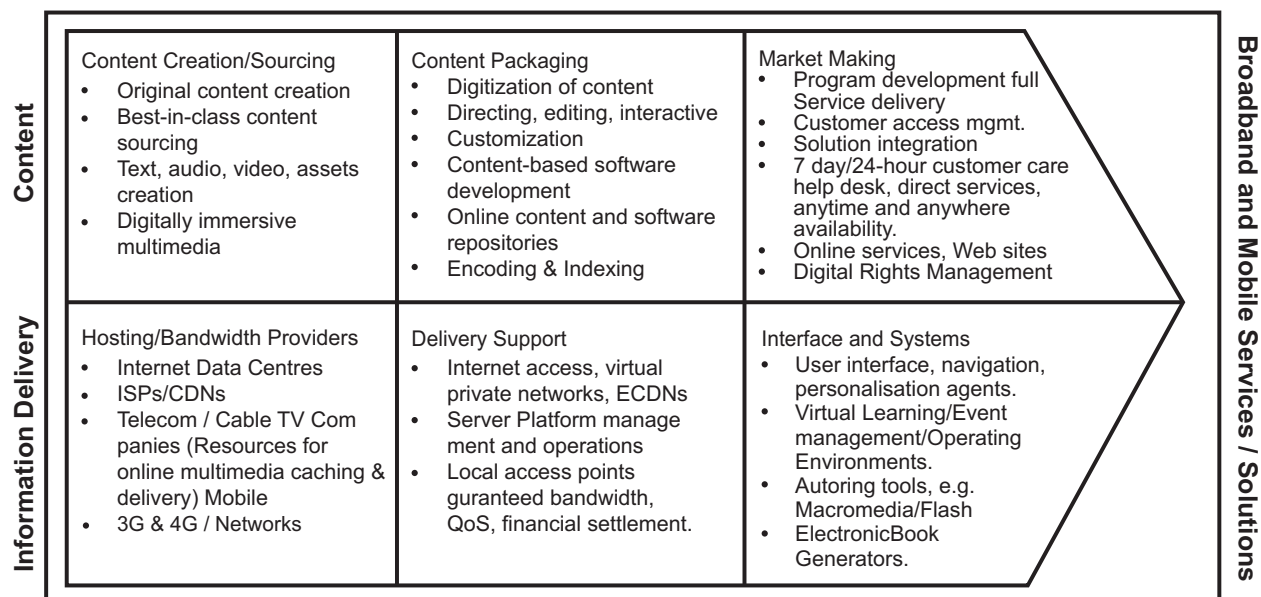 Content
Content Creation/Sourcing
• Original content creation
• Best-in-class content
sourcing
• Text, audio, video, assets
creation
• Digitally immersive
multimedia
Content Packaging
• Digitization of content
• Directing, editing, interactive
• Customization
• Content-based software
development
• Online content and software
repositories
• Encoding & Indexing
Market Making
• Program development full
Service delivery
• Customer access mgmt.
• Solution integration
• 7 day/24-hour customer care
help desk, direct services,
anytime and anywhere
availability.
• Online services, Web sites
• Digital Rights Management
Information Delivery
Hosting/Bandwidth Providers
• Internet Data Centres
• ISPs/CDNs
• Telecom / Cable TV Com
panies (Resources for
online multimedia caching &
delivery) Mobile
• 3G & 4G / Networks
Delivery Support
• Internet access, virtual
private networks, ECDNs
• Server Platform manage
ment and operations
• Local access points
guranteed bandwidth,
QoS, financial settlement.
Interface and Systems
• User interface, navigation,
personalisation agents.
• Virtual Learning/Event
management/Operating
Environments.
• Autoring tools, e.g.
Macromedia/Flash
• ElectronicBook
Generators.
Broadband and Mobile Services / Solutions